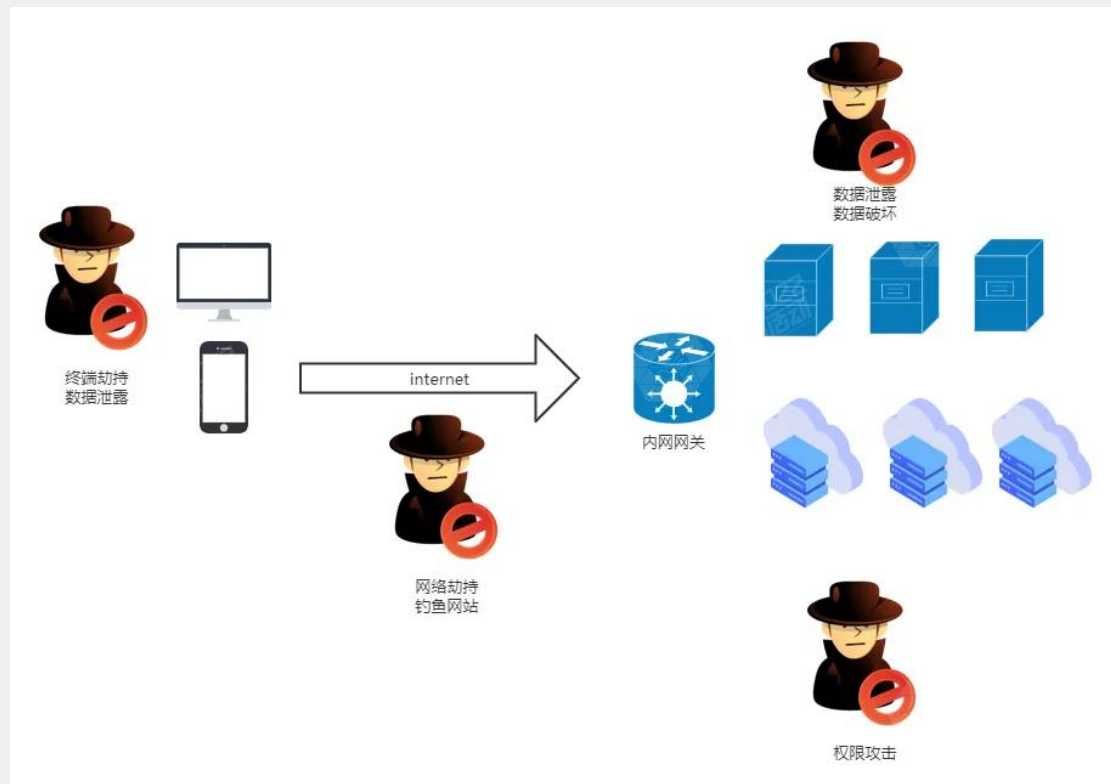 数据泄露
数据破坏
终端劫持
数据泄露
internet
内网网关
网络劫持
钓鱼网站
权限攻击